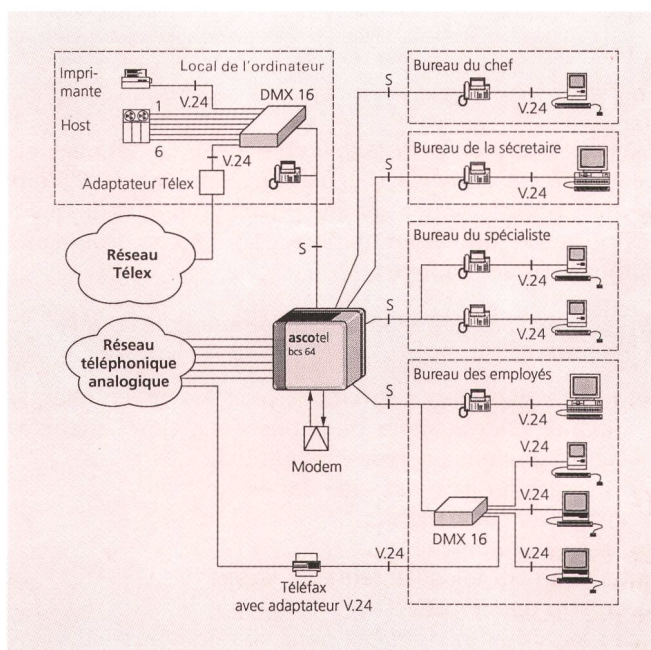 Local de l'ordinateur
Impri-
mante
V.24
DMX 16
Host
1
6
V.24
Adaptateur Télex
Réseau
Télex
S
Réseau
téléphonique
analogique
ascotel
bcs 64
Modem
Téléfax
avec adaptateur V.24
V.24
S
Bureau du chef
V.24
S
Bureau de la sécretaire
V.24
S
Bureau du spécialiste
V.24
V.24
S
Bureau des employés
V.24
V.24
V.24
V.24
DMX 16